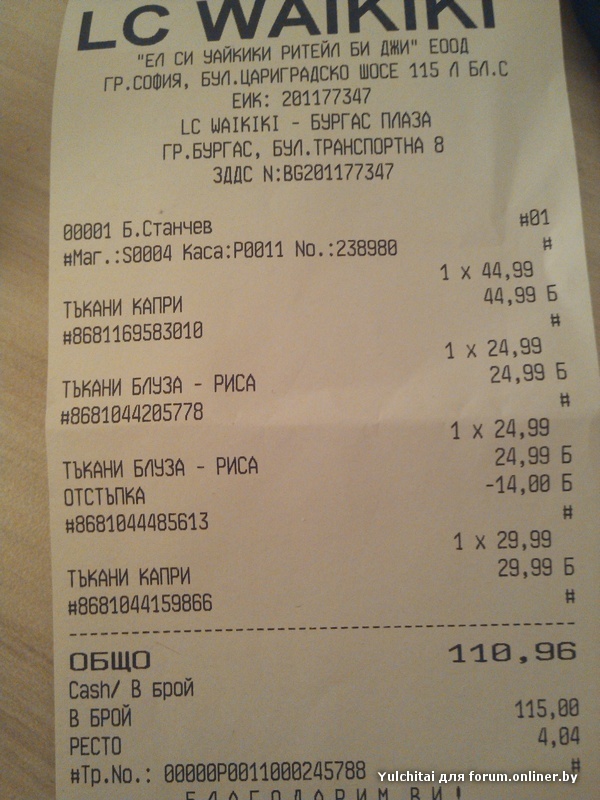 LC WAIKIKI
"ЕЛ СИ УАЙКИКИ РИТЕЙЛ БИ ДЖИ" ЕООД
ГР.СОФИЯ, БУЛ.ЦАРИГРАДСКО ШОСЕ 115 Л БЛ.С
ЕИК: 201177347
LC WAIKIKI - БУРГАС ПЛАЗА
ГР.БУРГАС, БУЛ.ТРАНСПОРТНА 8
ЗДДС N:BG201177347
00001 Б.Станчев #01
#Маг.:S0004 Каса:P0011 No.:238980 #
1 x 44,99
ТЪКАНИ КАПРИ 44,99 Б
#8681169583010 #
1 x 24,99
ТЪКАНИ БЛУЗА - РИСА 24,99 Б
#8681044205778 #
1 x 24,99
ТЪКАНИ БЛУЗА - РИСА 24,99 Б
ОТСТЪПКА -14,00 Б
#8681044485613 #
1 x 29,99
ТЪКАНИ КАПРИ 29,99 Б
#8681044159866 #
ОБЩО 110,96
Cash/ В брой
В БРОЙ 115,00
РЕСТО 4,04
#Тр.No.: 00000P0011000245788 #
БЛАГОДАРИМ ВИ!
Yulchitai для forum.onliner.by